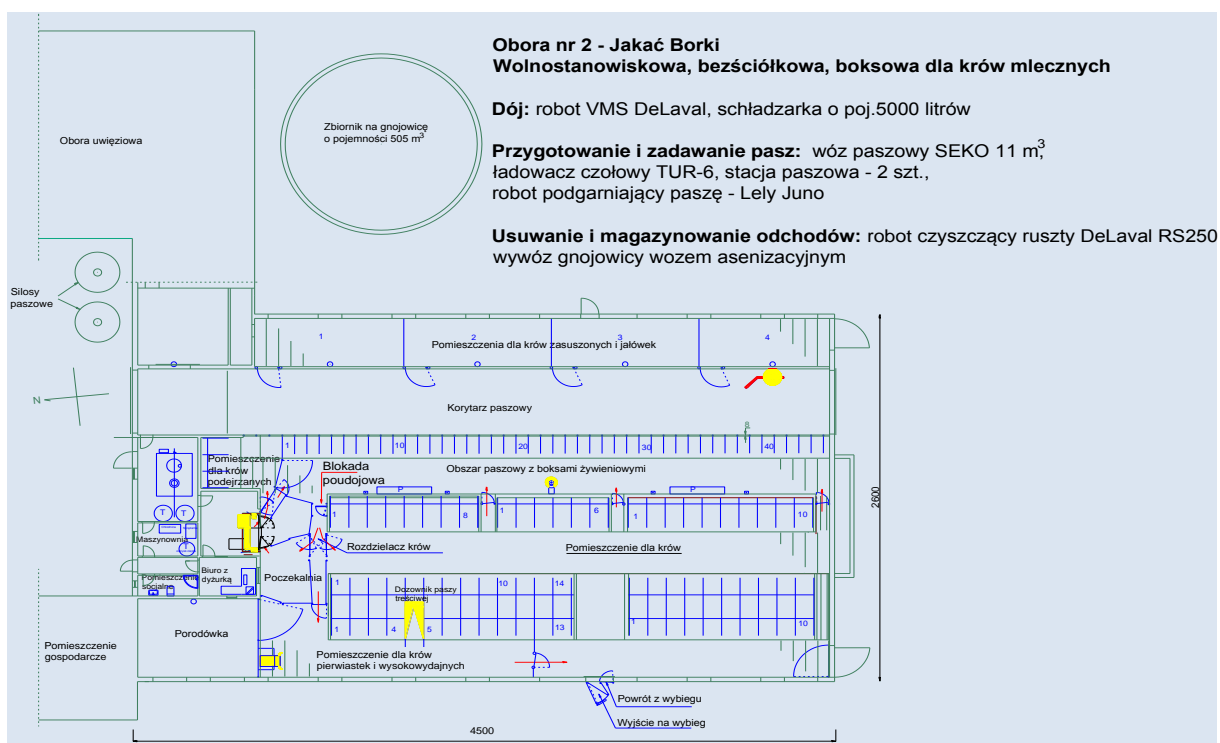 Obora nr 2 - Jakać Borki
Wolnostanowiskowa, bezściółkowa, boksowa dla krów mlecznych
Dój: robot VMS DeLaval, schładzarka o poj.5000 litrów
Przygotowanie i zadawanie pasz: wóz paszowy SEKO 11 m³,
ładowacz czołowy TUR-6, stacja paszowa - 2 szt.,
robot podgarniający paszę - Lely Juno
Usuwanie i magazynowanie odchodów: robot czyszczący ruszty DeLaval RS250
wywóz gnojowicy wozem asenizacyjnym
Obora uwięziowa
Zbiornik na gnojowicę
o pojemności 505 m³
Silosy
paszowe
N
1 2 3 4
Pomieszczenia dla krów zasuszonych i jałówek
Korytarz paszowy
1 10 20 30 40
Pomieszczenie
dla krów
podejrzanych
Blokada
poudojowa
Obszar paszowy z boksami żywieniowymi
P P
1 8 1 6 1 10
T T
Maszynownia
Rozdzielacz krów
Pomieszczenie dla krów
2600
Pomieszczenie
socjalne
Biuro z
dyżurką
Poczekalnia
1 10 14
Dozownik paszy
treściwej
1 4 5 13
1 10
Porodówka
Pomieszczenie
gospodarcze
Pomieszczenie dla krów
pierwiastek i wysokowydajnych
Powrót z wybiegu
Wyjście na wybieg
4500